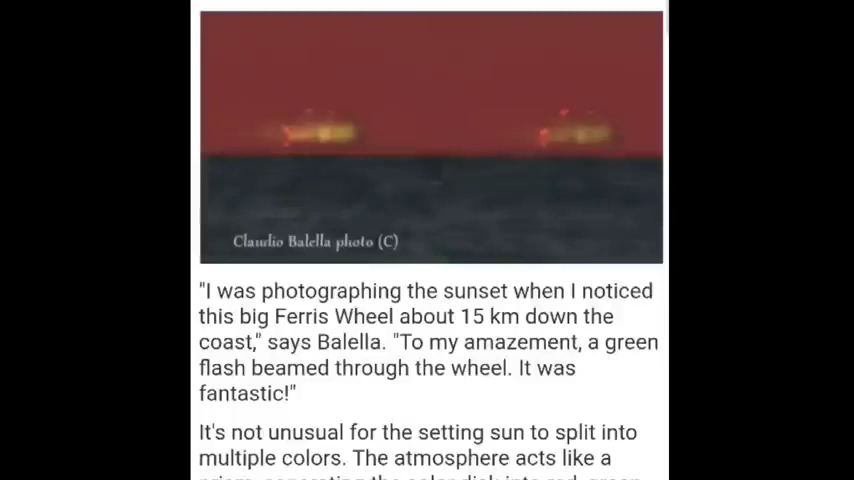 Claudio Balella photo (C)
"I was photographing the sunset when I noticed
this big Ferris Wheel about 15 km down the
coast," says Balella. "To my amazement, a green
flash beamed through the wheel. It was
fantastic!"
It's not unusual for the setting sun to split into
multiple colors. The atmosphere acts like a